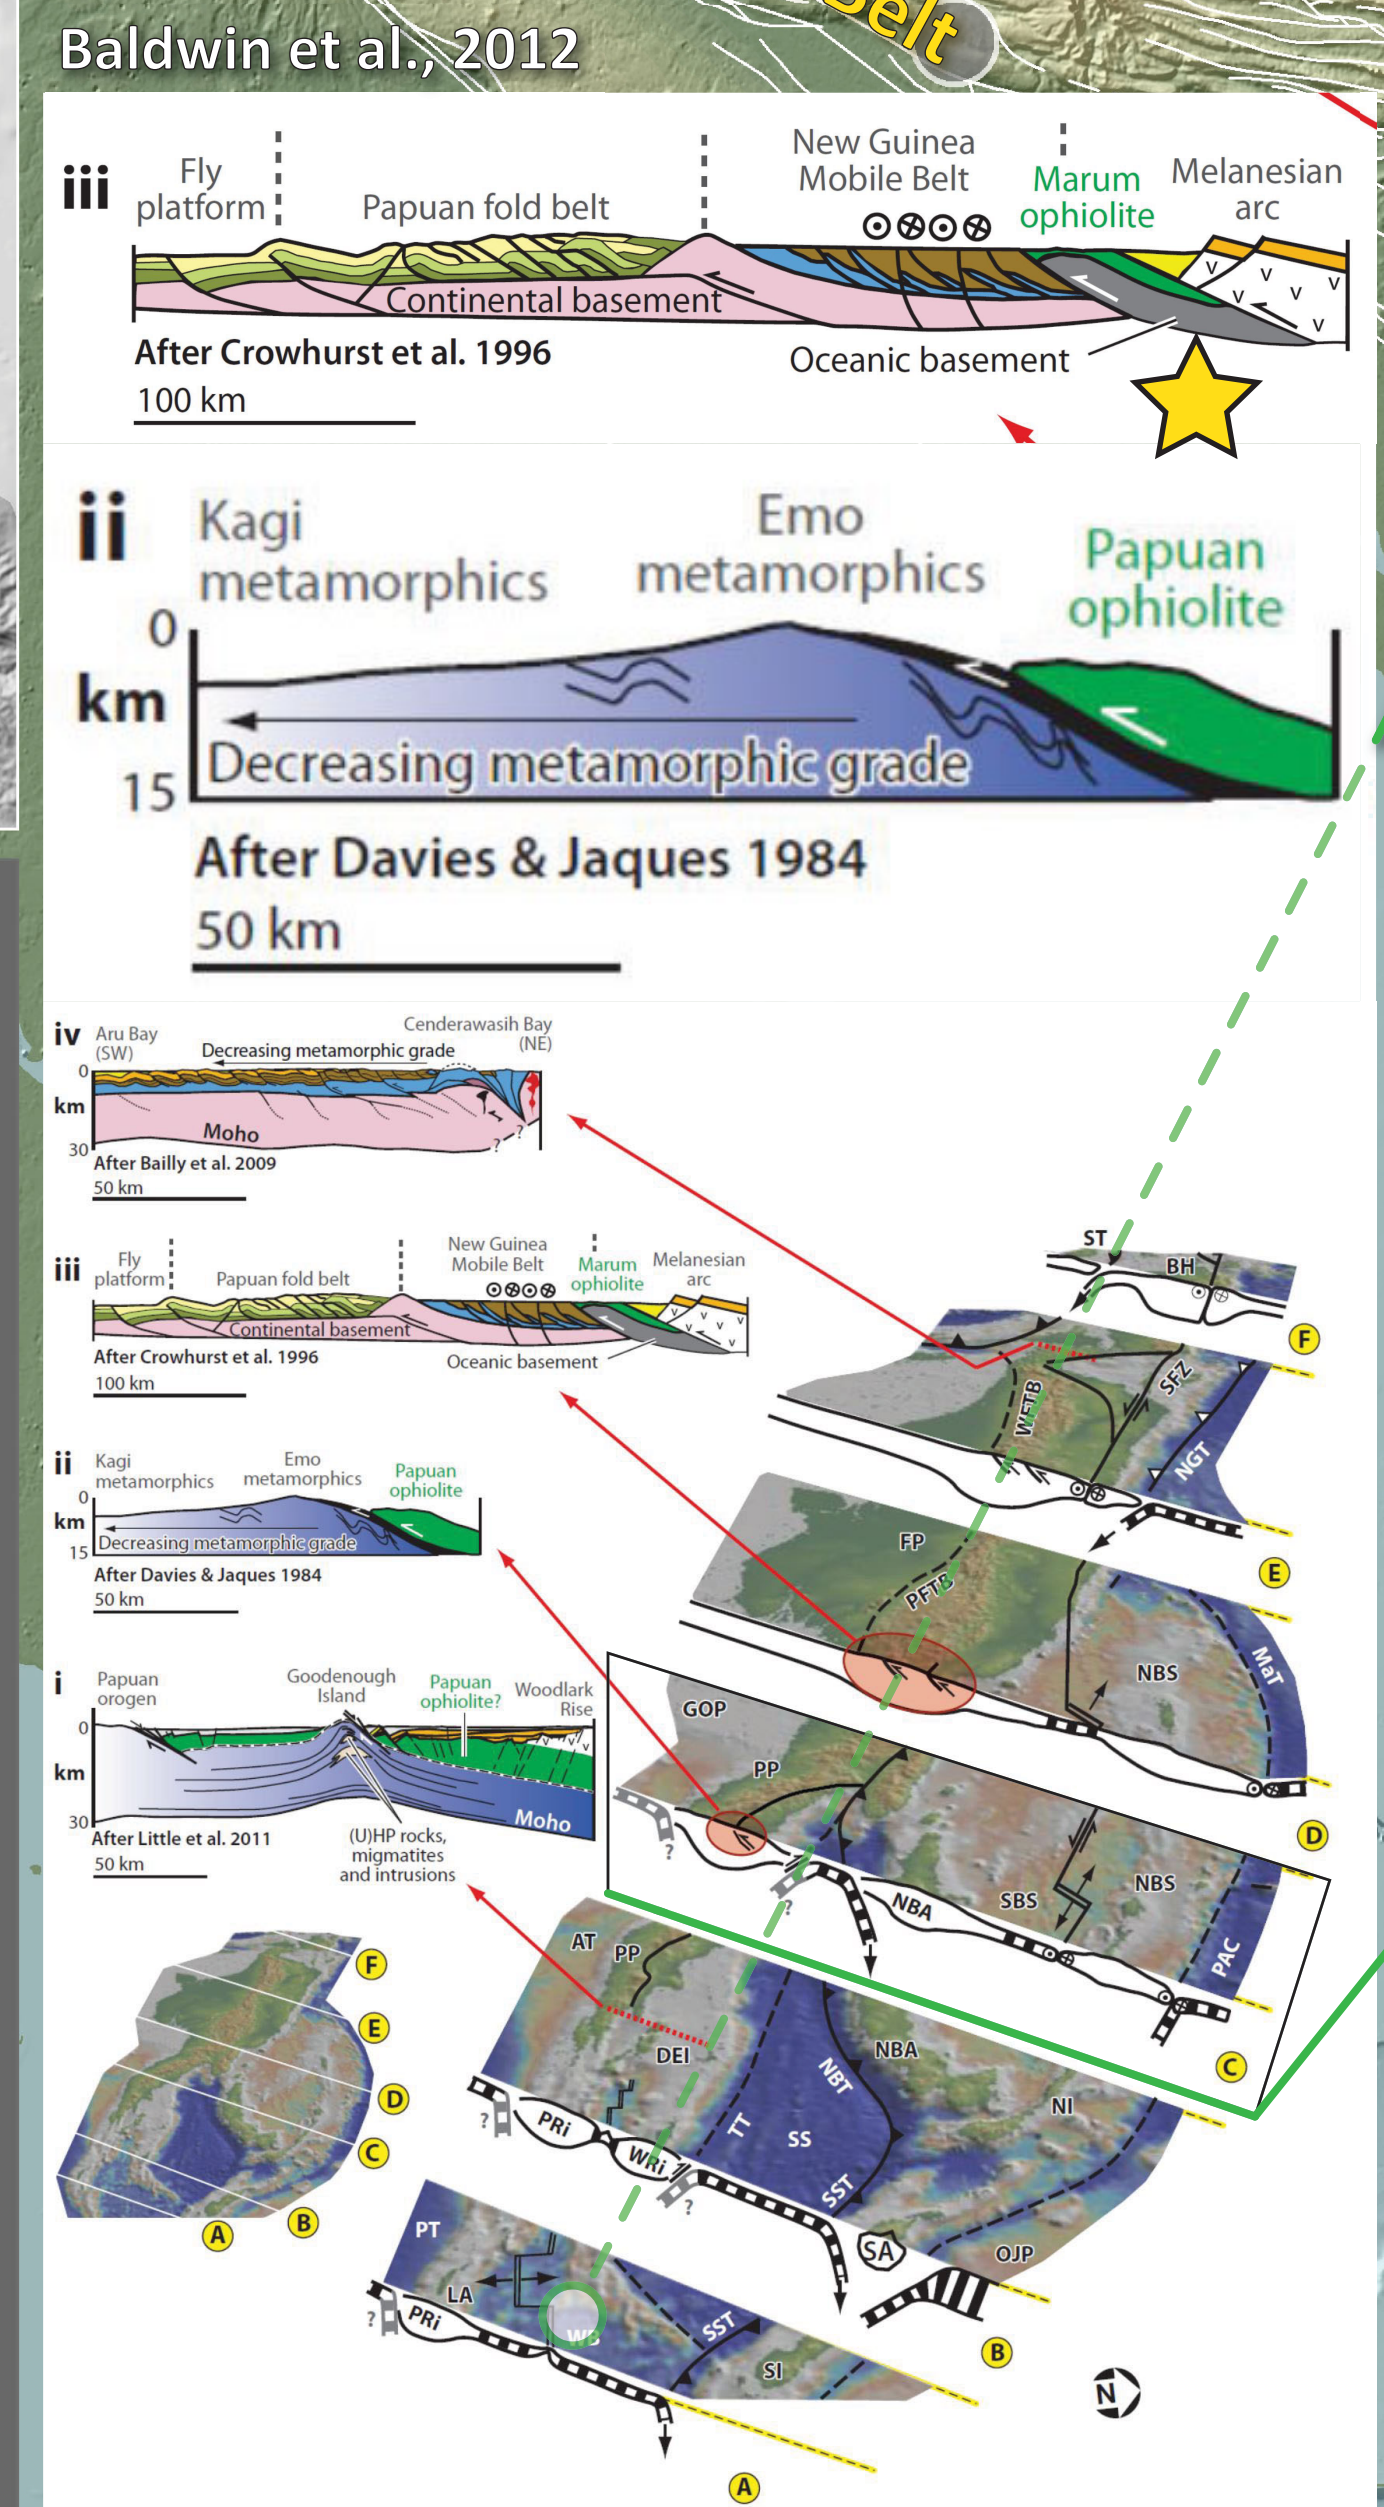 Belt
Baldwin et al., 2012
iii
Fly
platform
Papuan fold belt
New Guinea
Mobile Belt
Marum
ophiolite
Melanesian
arc
Continental basement
v v v v v v
After Crowhurst et al. 1996
Oceanic basement
100 km
ii
Kagi
metamorphics
Emo
metamorphics
Papuan
ophiolite
0
km
15
Decreasing metamorphic grade
After Davies & Jaques 1984
50 km
iv
Aru Bay
(SW)
Cenderawasih Bay
(NE)
Decreasing metamorphic grade
0
km
30
Moho
? ?
After Bailly et al. 2009
50 km
iii
Fly
platform
Papuan fold belt
New Guinea
Mobile Belt
Marum
ophiolite
Melanesian
arc
Continental basement
v v v v v v
After Crowhurst et al. 1996
Oceanic basement
100 km
ii
Kagi
metamorphics
Emo
metamorphics
Papuan
ophiolite
0
km
15
Decreasing metamorphic grade
After Davies & Jaques 1984
50 km
i
Papuan
orogen
Goodenough
Island
Papuan
ophiolite?
Woodlark
Rise
0
km
30
Moho
After Little et al. 2011
50 km
(U)HP rocks,
migmatites
and intrusions
F
E
D
C
B
A
ST
BH
F
WFTB
SFZ
NGT
E
FP
PFTB
NBS
MaT
D
GOP
PP
?
?
NBA
SBS
NBS
PAC
C
AT
PP
DEI
NBA
NBT
NI
TT
SS
SST
?
PRi
WRi
?
SA
OJP
B
PT
LA
?
PRi
WB
SST
SI
A
N